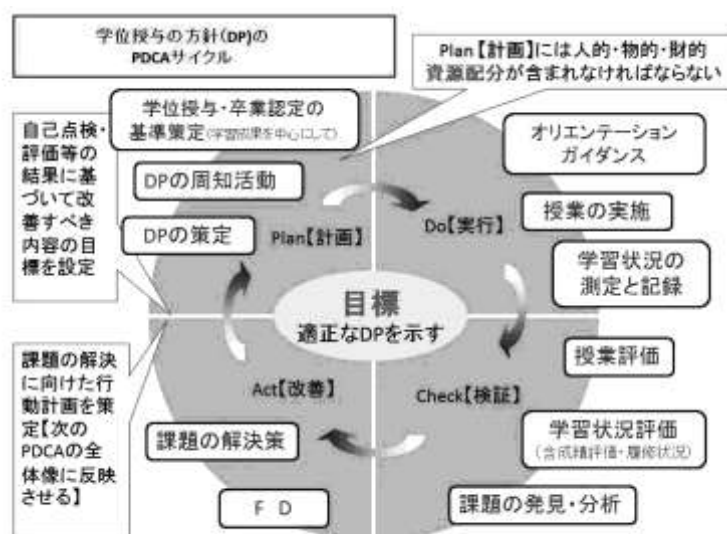 学位授与の方針(DP)の
PDCAサイクル
Plan【計画】には人的・物的・財的
資源配分が含まれなければならない
自己点検・
評価等の
結果に基
づいて改
善すべき
内容の目
標を設定
学位授与・卒業認定の
基準策定(学習成果を中心にして)
DPの周知活動
DPの策定
Plan【計画】
Do【実行】
オリエンテーション
ガイダンス
授業の実施
学習状況の
測定と記録
目標
適正なDPを示す
課題の解決
に向けた行
動計画を策
定【次の
PDCAの全
体像に反映
させる】
Act【改善】
課題の解決策
F D
Check【検証】
授業評価
学習状況評価
(含成績評価・履修状況)
課題の発見・分析